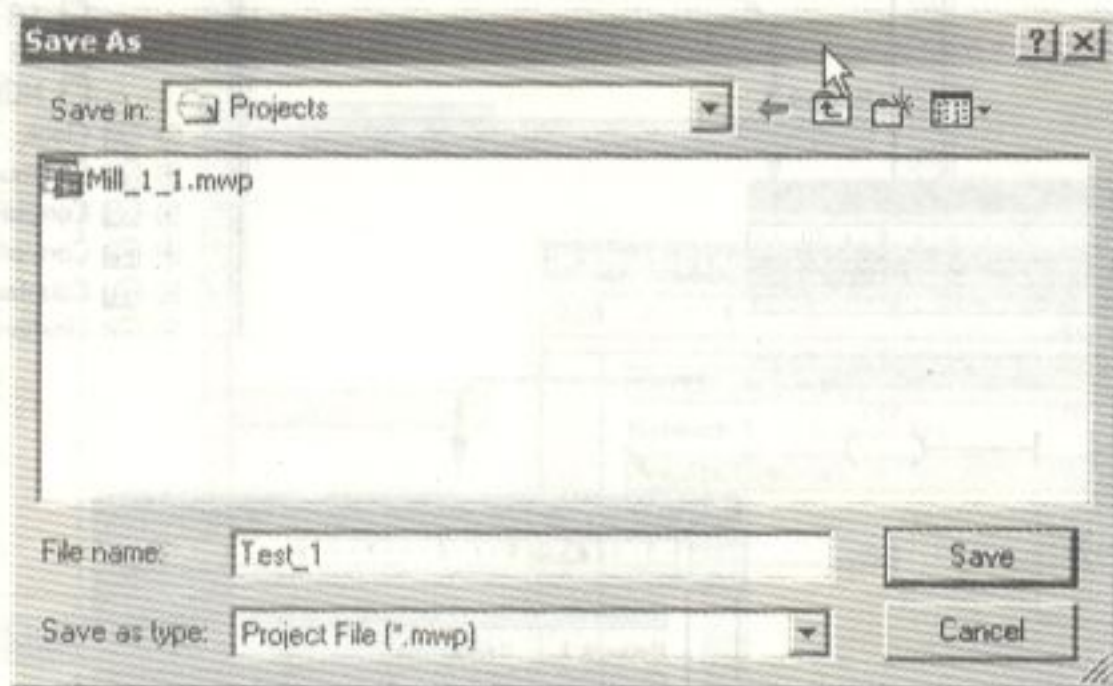 Save As
Save in: Projects
Mill_1_1.mwp
File name: Test_1 Save
Save as type: Project File (*.mwp) Cancel